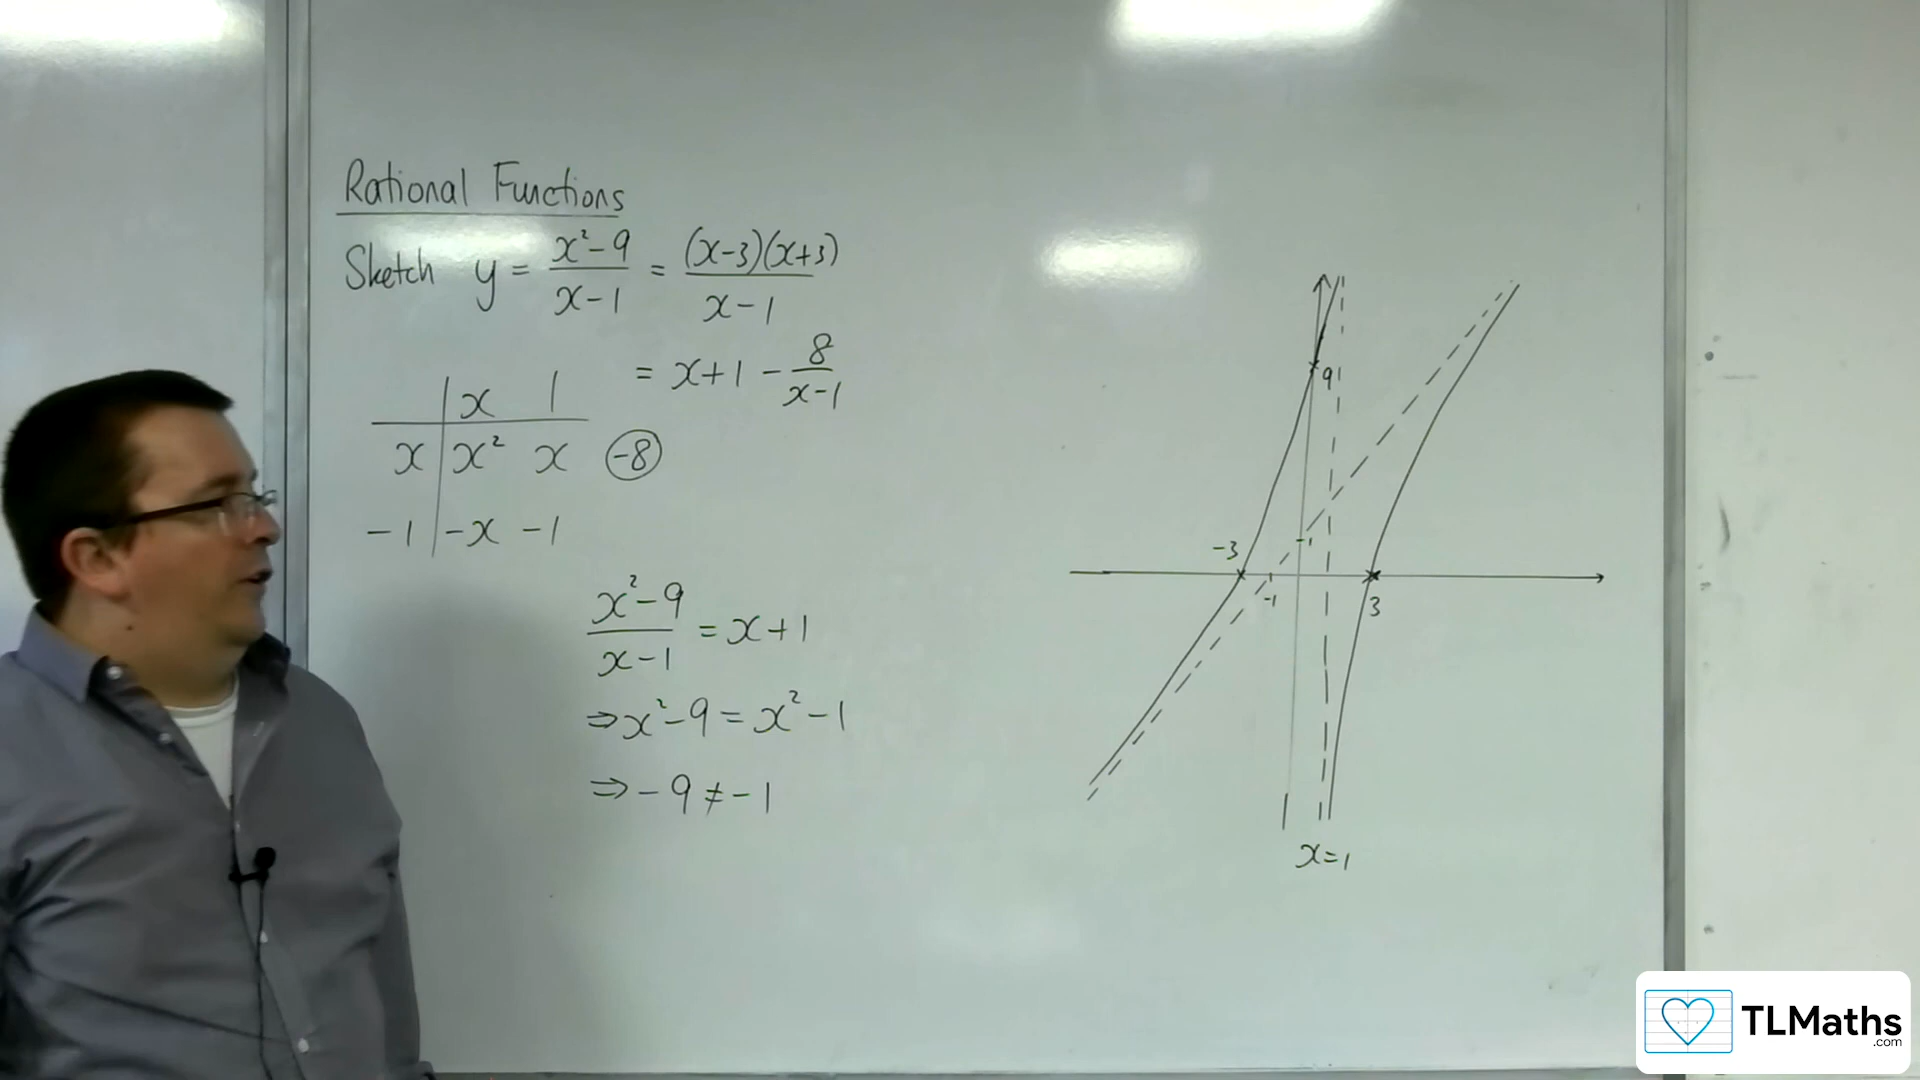 Rational Functions
Sketch y = x²-9/x-1 = (x-3)(x+3)/x-1
= x+1 - 8/x-1
x 1
x x² x -8
-1 -x -1
x²-9/x-1 = x+1
⇒ x²-9 = x²-1
⇒ -9 ≠ -1
9
1
-3
-1
3
x=1
TLMaths
.com